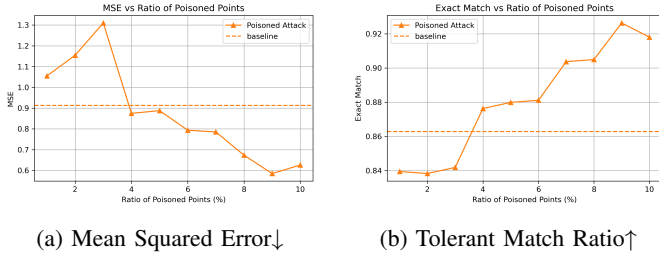 MSE vs Ratio of Poisoned Points
1.3
1.2
1.1
1.0
0.9
0.8
0.7
0.6
MSE
Poisoned Attack
baseline
2
4
6
8
10
Ratio of Poisoned Points (%)
(a) Mean Squared Error↓
Exact Match vs Ratio of Poisoned Points
0.92
0.90
0.88
0.86
0.84
Exact Match
Poisoned Attack
baseline
2
4
6
8
10
Ratio of Poisoned Points (%)
(b) Tolerant Match Ratio↑